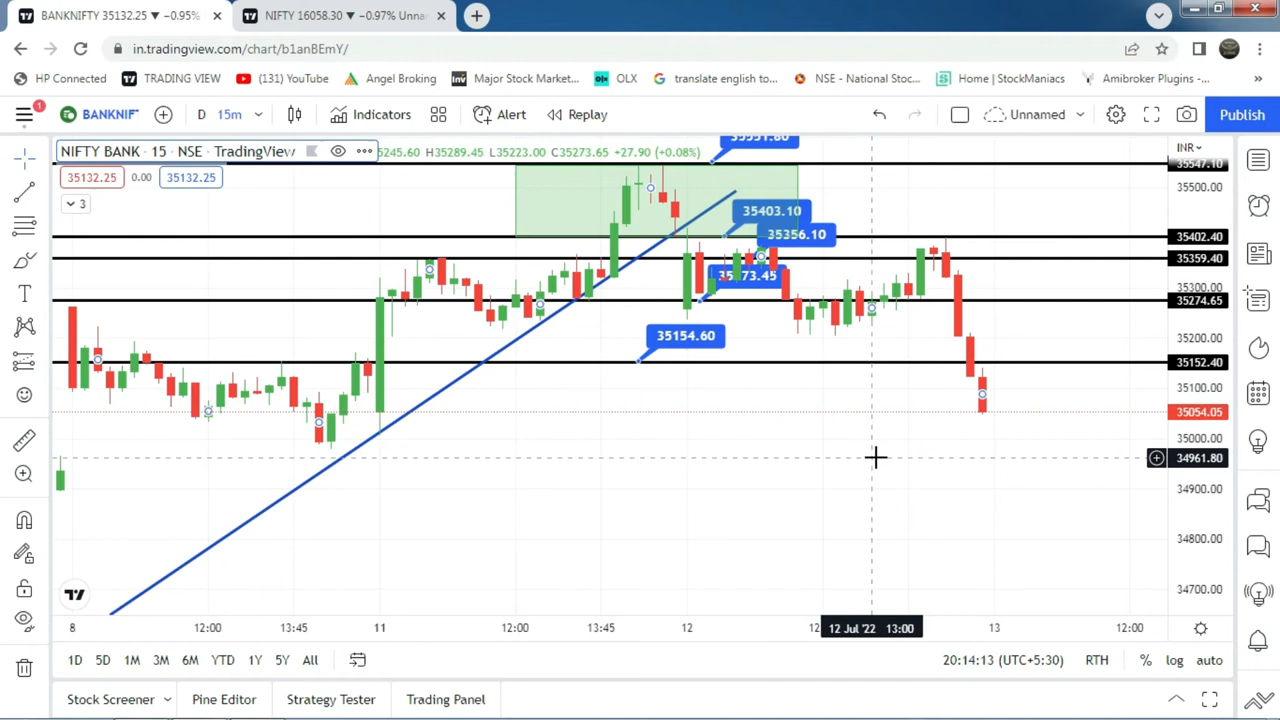 BANKNIFTY 35132.25 ▼ −0.95%
NIFTY 16058.30 ▼ −0.97% Unnar
in.tradingview.com/chart/b1anBEmY/
HP Connected
TRADING VIEW
(131) YouTube
Angel Broking
Inv
Major Stock Market...
OLX
translate english to...
NSE - National Stoc...
Home | StockManiacs
Amibroker Plugins -...
»
1
BANKNIF
D
15m
Indicators
Alert
Replay
Unnamed
Publish
NIFTY BANK · 15 · NSE · TradingView
245.60 H35289.45 L35223.00 C35273.65 +27.90 (+0.08%)
35132.25
0.00
35132.25
3
INR
35547.10
35500.00
35403.10
35402.40
35356.10
35359.40
35300.00
35274.65
35200.00
35154.60
35152.40
35100.00
35054.05
35000.00
34961.80
34900.00
34800.00
34700.00
8
12:00
13:45
11
12:00
13:45
12
12
12 Jul '22 13:00
13
12:00
1D
5D
1M
3M
6M
YTD
1Y
5Y
All
20:14:13 (UTC+5:30)
RTH
%
log
auto
Stock Screener
Pine Editor
Strategy Tester
Trading Panel